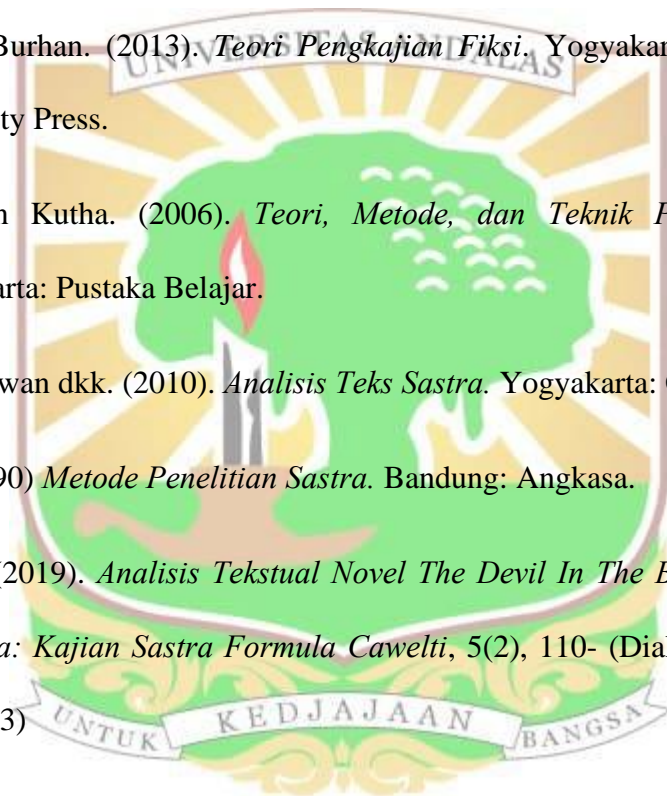 Burhan. (2013). Teori Pengkajian Fiksi. Yogyakar
UNIVERSITAS ANDALAS
ty Press.
Kutha. (2006). Teori, Metode, dan Teknik
arta: Pustaka Belajar.
wan dkk. (2010). Analisis Teks Sastra. Yogyakarta:
90) Metode Penelitian Sastra. Bandung: Angkasa.
(2019). Analisis Tekstual Novel The Devil In The
a: Kajian Sastra Formula Cawelti, 5(2), 110- (Dia
3)
UNTUK KEDJAJAAN BANGSA